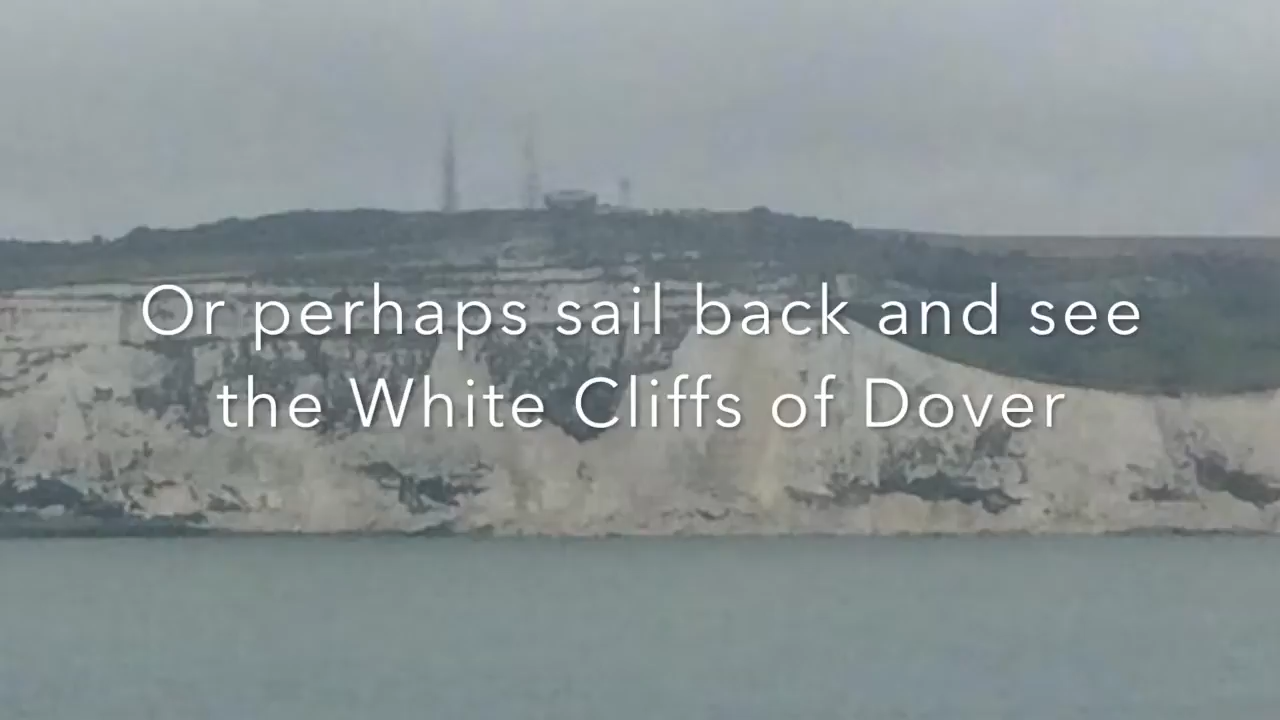 Or perhaps sail back and see
the White Cliffs of Dover